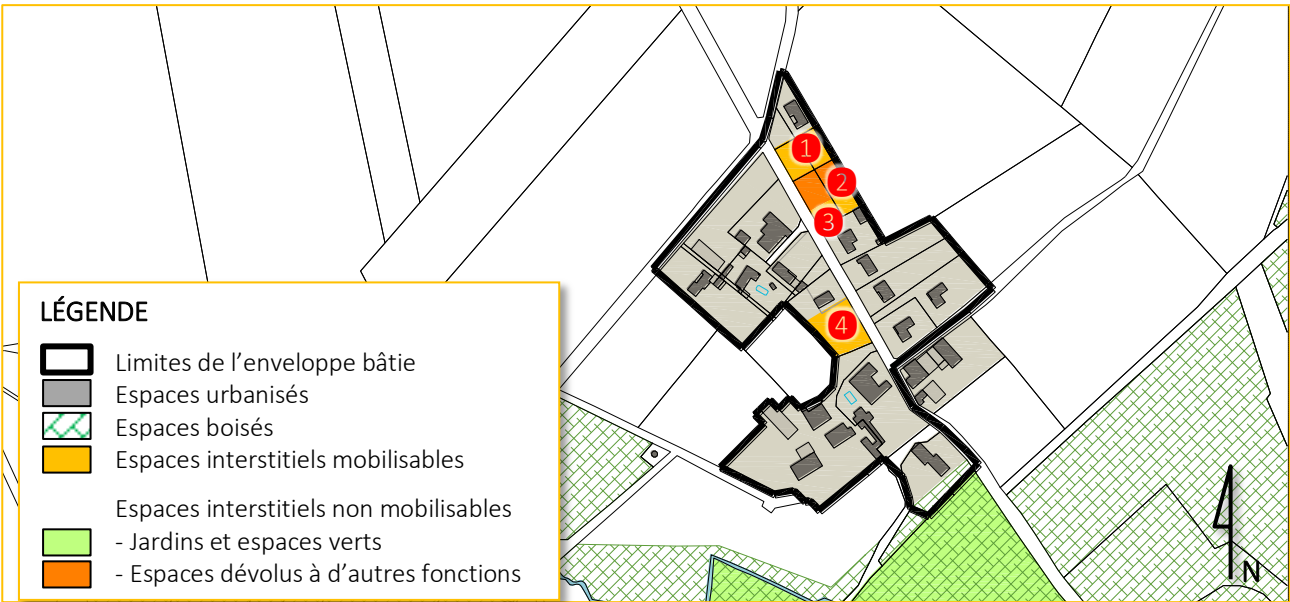 1
2
3
4
LÉGENDE
Limites de l'enveloppe bâtie
Espaces urbanisés
Espaces boisés
Espaces interstitiels mobilisables
Espaces interstitiels non mobilisables
- Jardins et espaces verts
- Espaces dévolus à d'autres fonctions
N